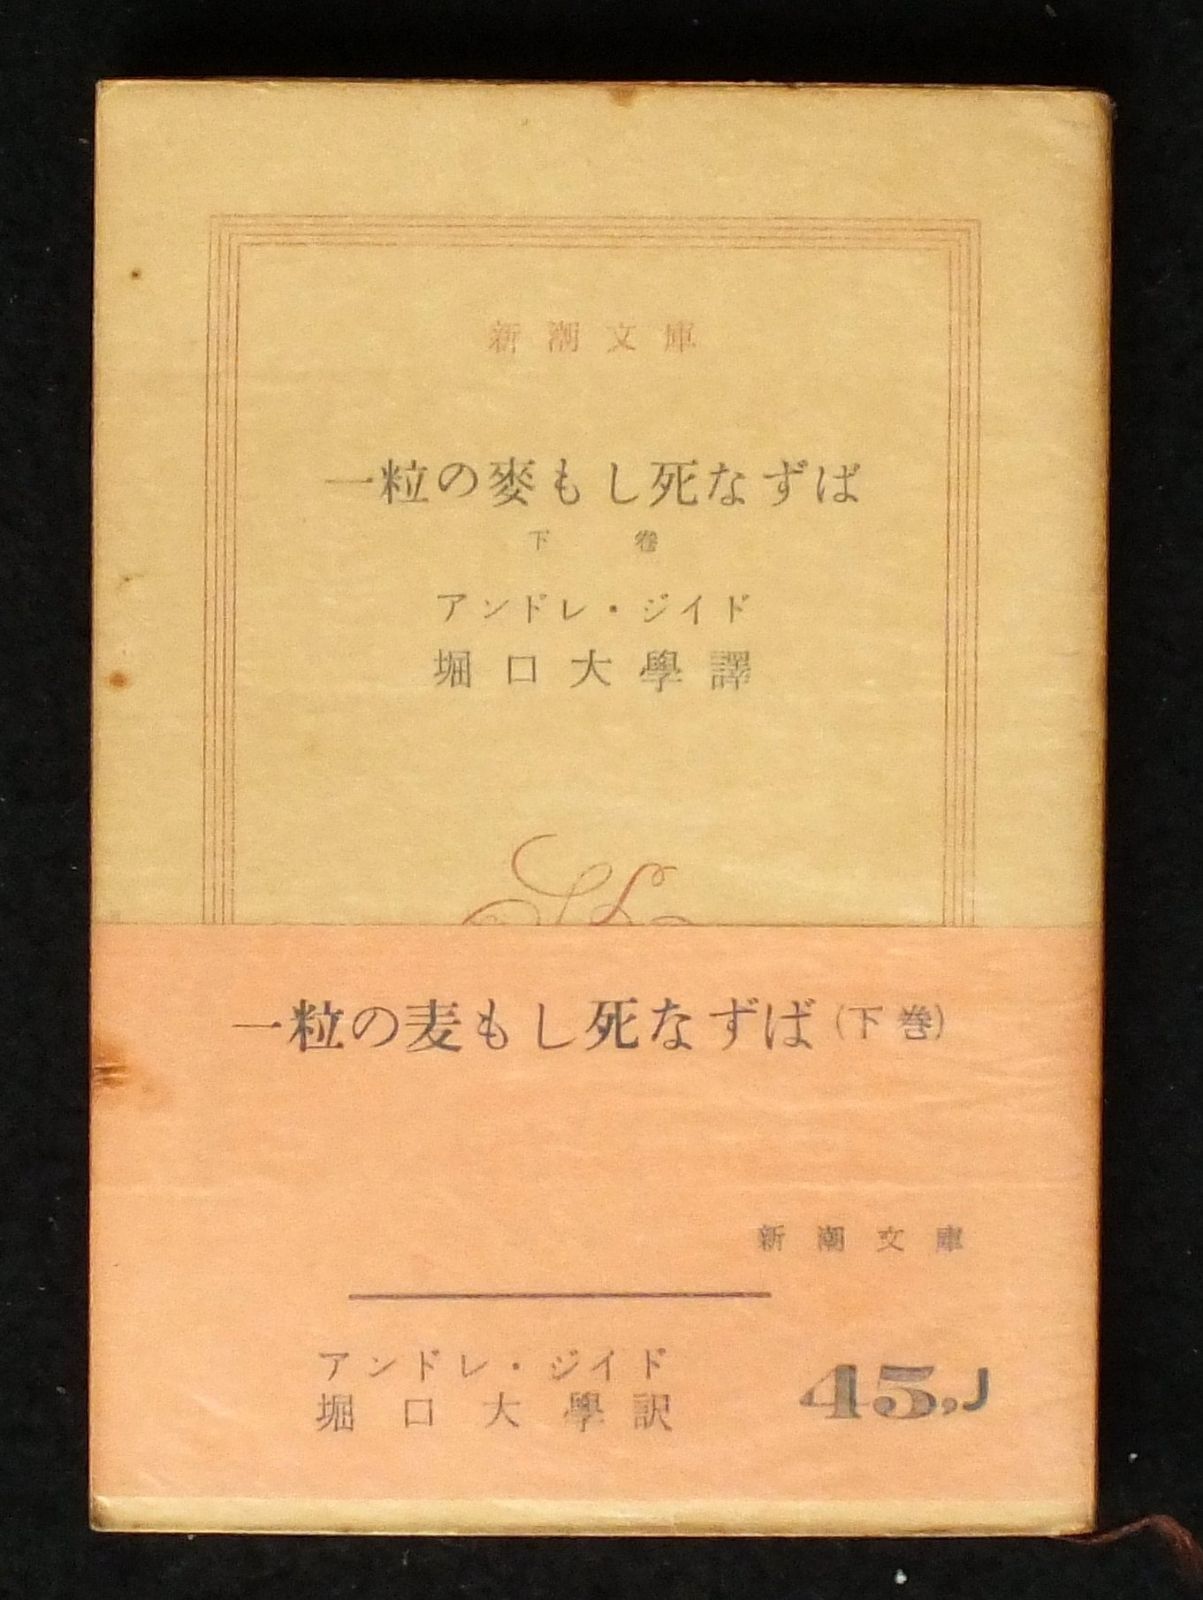 新潮文庫
一粒の麥もし死なずば
下卷
アンドレ・ジイド
堀口大學譯
一粒の麦もし死なずば（下巻）
新潮文庫
アンドレ・ジイド
堀口大學訳
45,J